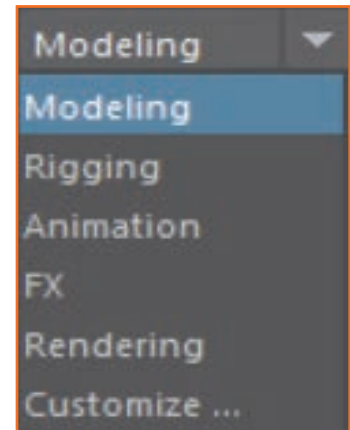 Modeling
Modeling
Rigging
Animation
FX
Rendering
Customize ...